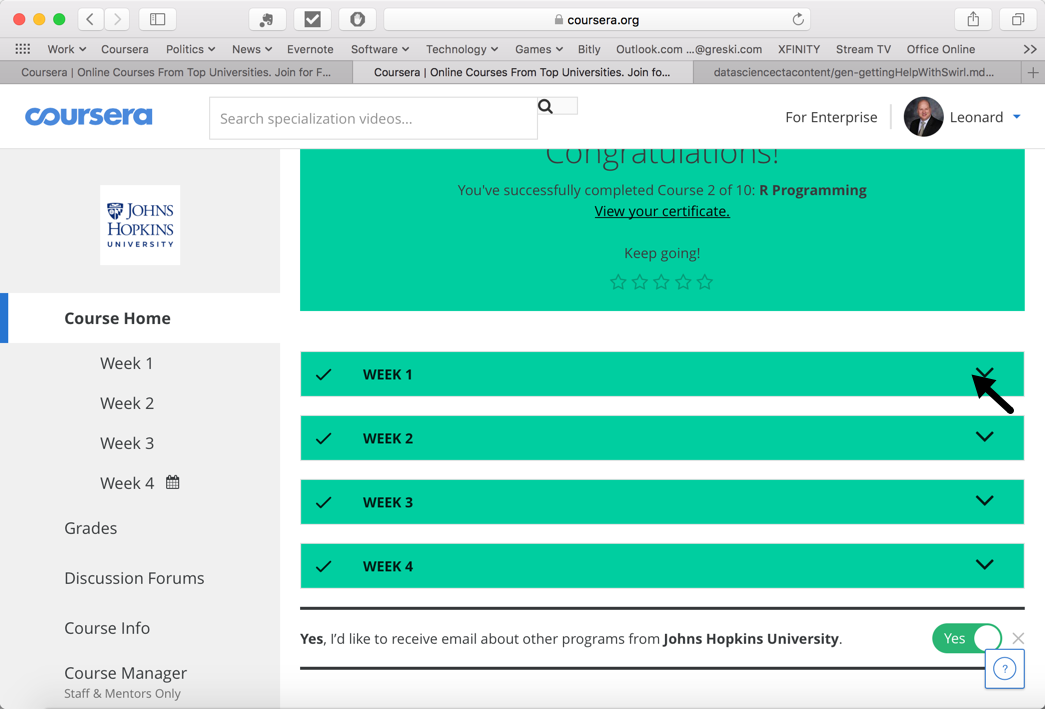 coursera.org
Work Coursera Politics News Evernote Software Technology Games Bitly Outlook.com ...@greski.com XFINITY Stream TV Office Online
Coursera | Online Courses From Top Universities. Join for F...
Coursera | Online Courses From Top Universities. Join fo...
datasciencectacontent/gen-gettingHelpWithSwirl.md...
coursera
Search specialization videos...
For Enterprise
Leonard
JOHNS
HOPKINS
UNIVERSITY
Course Home
Week 1
Week 2
Week 3
Week 4
Grades
Discussion Forums
Course Info
Course Manager
Staff & Mentors Only
Congratulations!
You've successfully completed Course 2 of 10: R Programming
View your certificate.
Keep going!
WEEK 1
WEEK 2
WEEK 3
WEEK 4
Yes, I'd like to receive email about other programs from Johns Hopkins University.
Yes
?